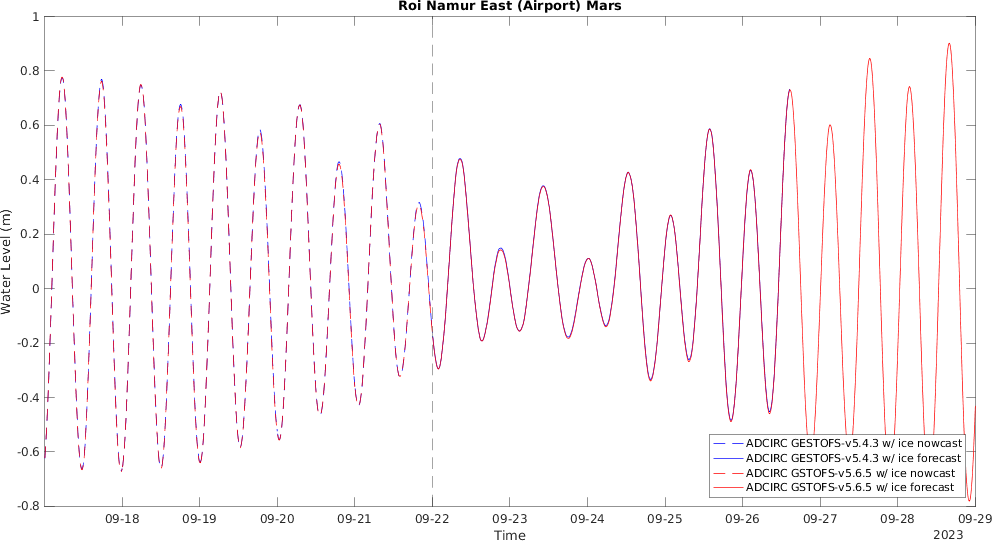 Roi Namur East (Airport) Mars
1
0.8
0.6
0.4
0.2
0
-0.2
-0.4
-0.6
-0.8
Water Level (m)
09-18 09-19 09-20 09-21 09-22 09-23 09-24 09-25 09-26 09-27 09-28 09-29
Time
2023
ADCIRC GESTOFS-v5.4.3 w/ ice nowcast
ADCIRC GESTOFS-v5.4.3 w/ ice forecast
ADCIRC GSTOFS-v5.6.5 w/ ice nowcast
ADCIRC GSTOFS-v5.6.5 w/ ice forecast